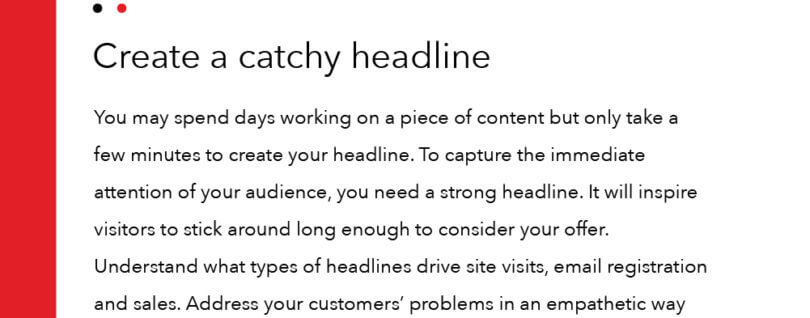 Create a catchy headline
You may spend days working on a piece of content but only take a
few minutes to create your headline. To capture the immediate
attention of your audience, you need a strong headline. It will inspire
visitors to stick around long enough to consider your offer.
Understand what types of headlines drive site visits, email registration
and sales. Address your customers’ problems in an empathetic way